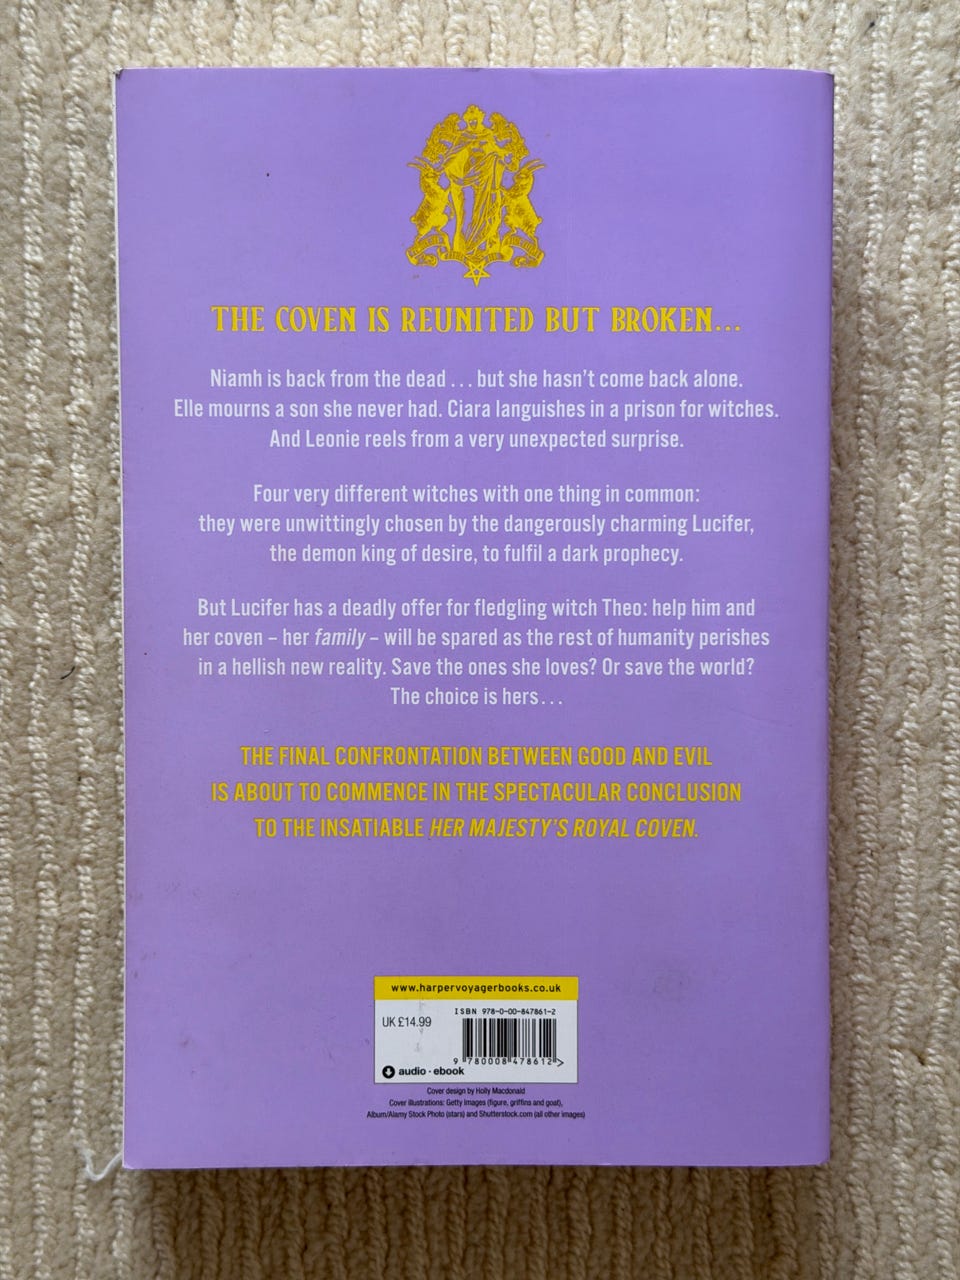 THE COVEN IS REUNITED BUT BROKEN...
Niamh is back from the dead . . . but she hasn't come back alone.
Elle mourns a son she never had. Ciara languishes in a prison for witches.
And Leonie reels from a very unexpected surprise.
Four very different witches with one thing in common:
they were unwittingly chosen by the dangerously charming Lucifer,
the demon king of desire, to fulfil a dark prophecy.
But Lucifer has a deadly offer for fledgling witch Theo: help him and
her coven – her family – will be spared as the rest of humanity perishes
in a hellish new reality. Save the ones she loves? Or save the world?
The choice is hers . . .
THE FINAL CONFRONTATION BETWEEN GOOD AND EVIL
IS ABOUT TO COMMENCE IN THE SPECTACULAR CONCLUSION
TO THE INSATIABLE HER MAJESTY'S ROYAL COVEN.
www.harpervoyagerbooks.co.uk
ISBN 978-0-00-847861-2
UK £14.99
9 780008 478612 >
audio · ebook
Cover design by Holly Macdonald
Cover illustrations: Getty Images (figure, griffins and goat),
Album/Alamy Stock Photo (stars) and Shutterstock.com (all other images)